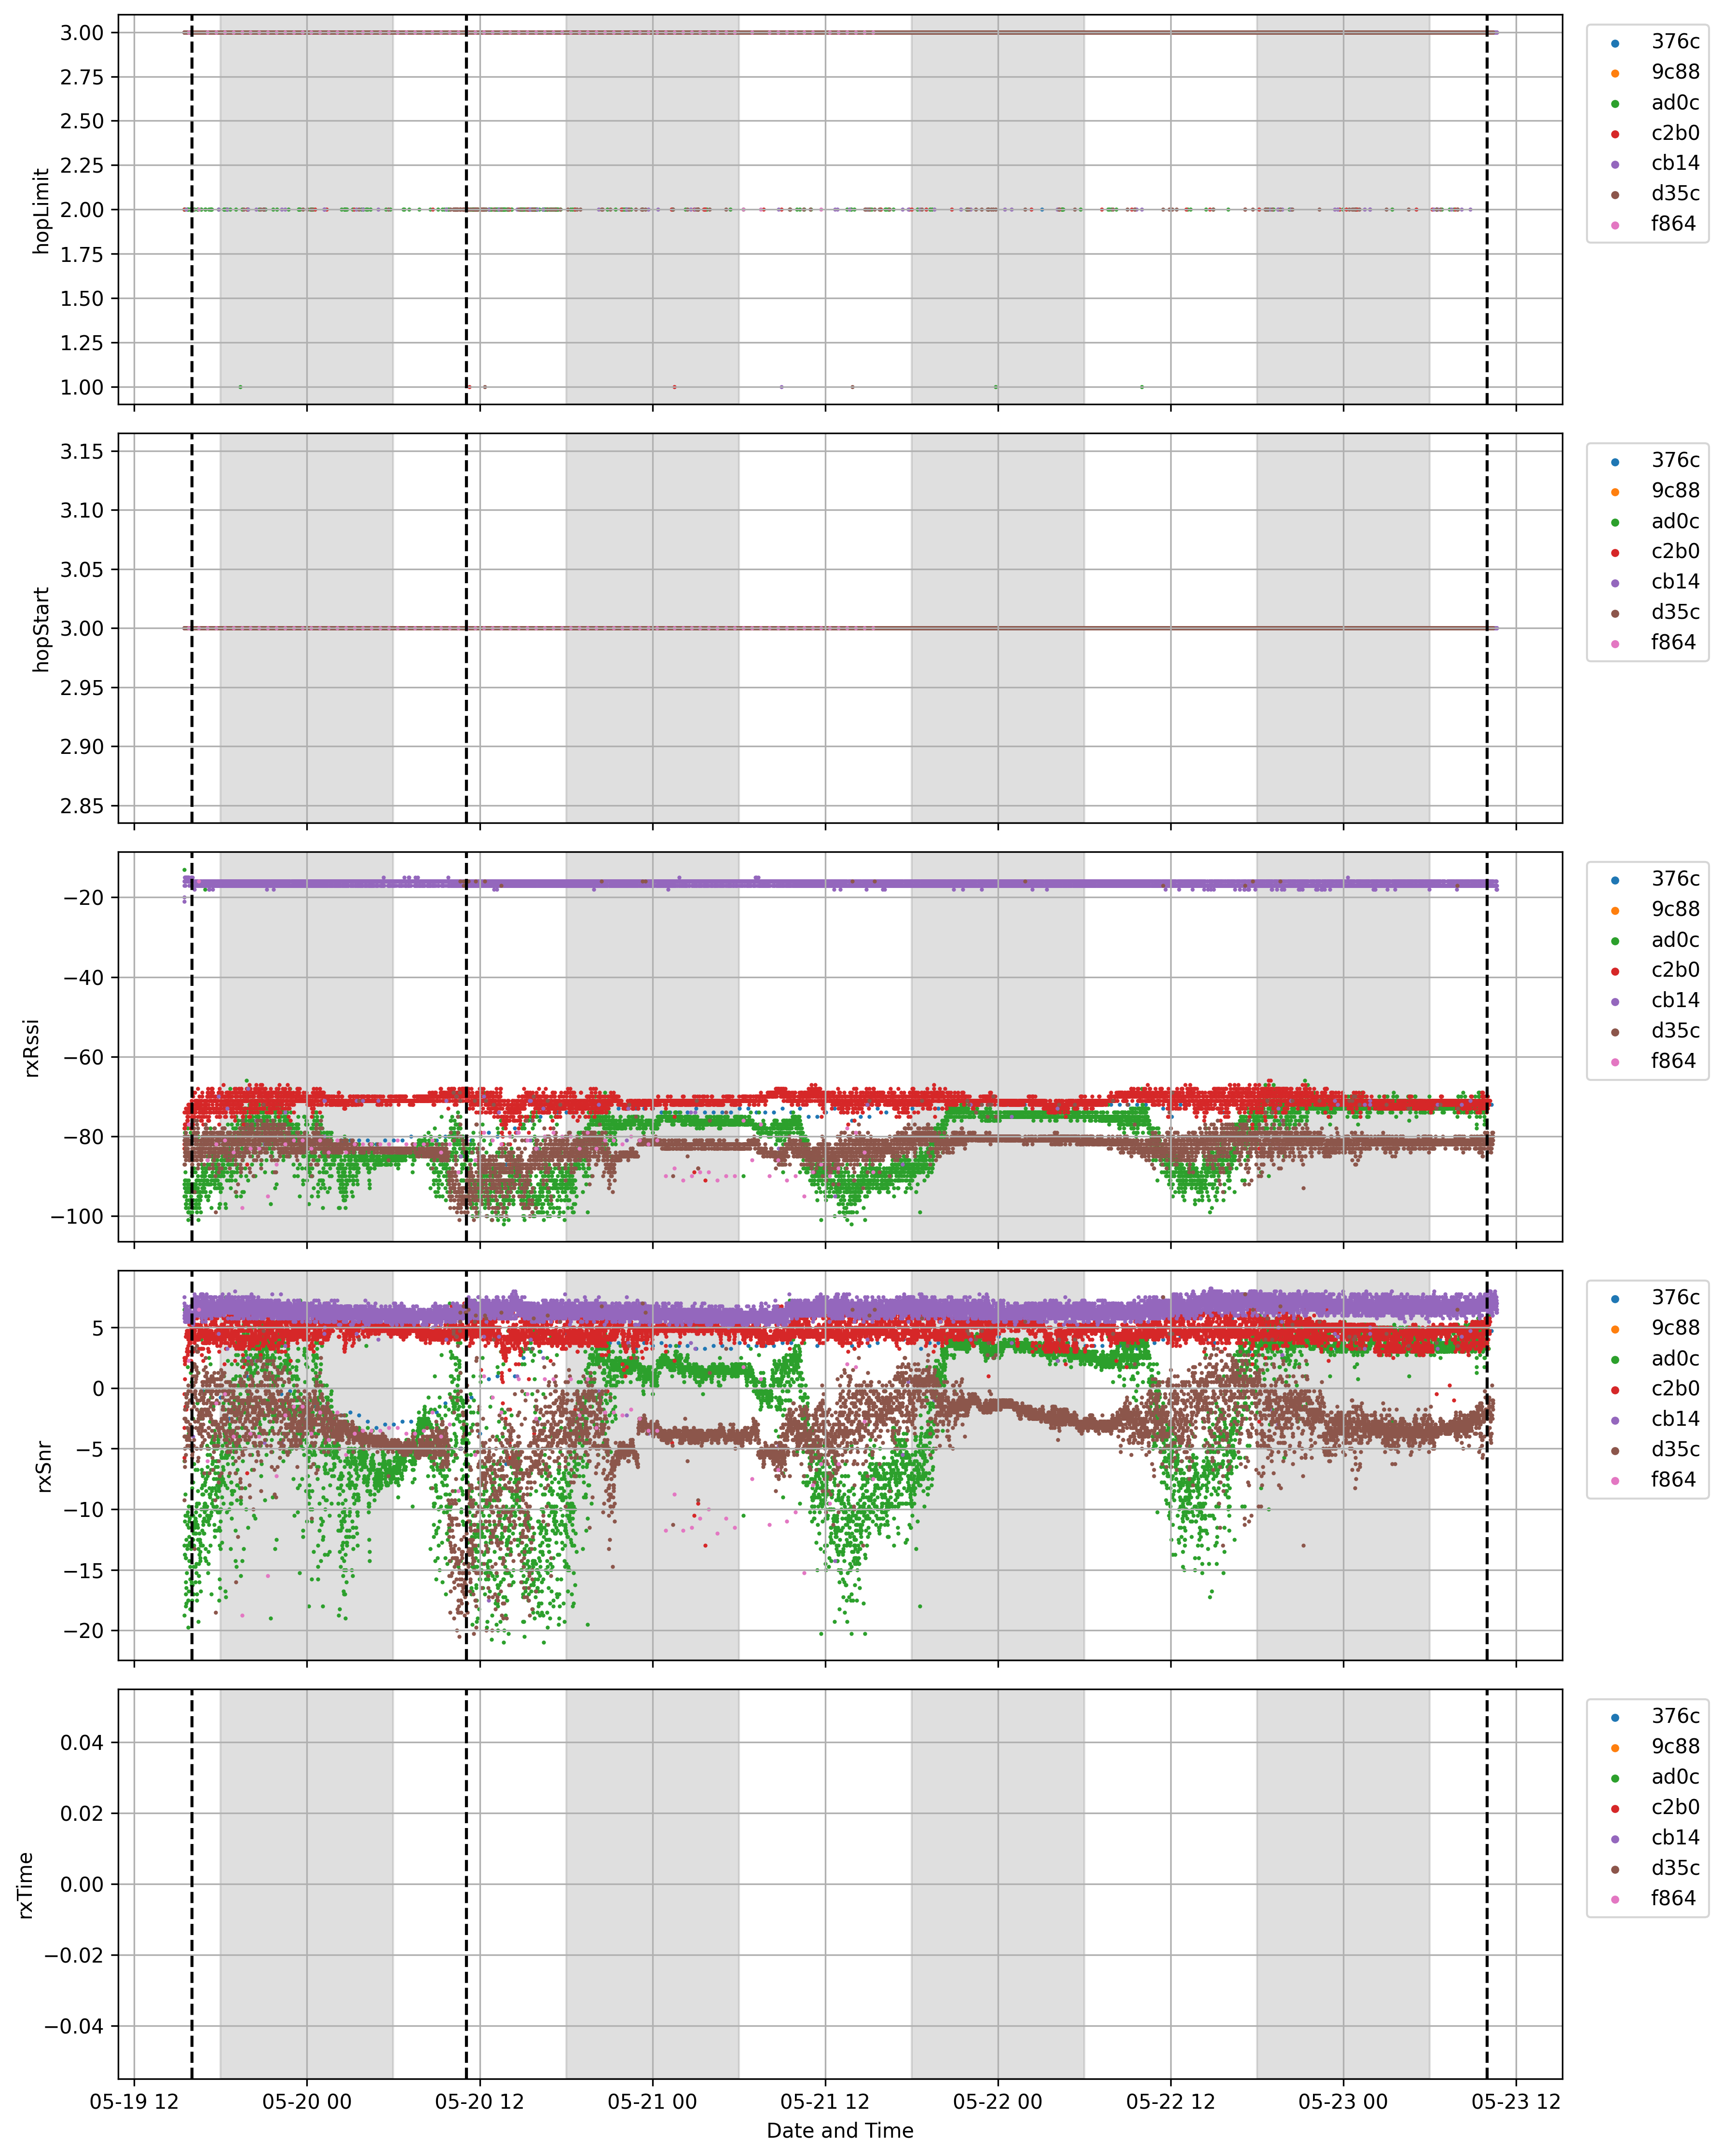 3.00
2.75
2.50
2.25
2.00
1.75
1.50
1.25
1.00
hopLimit
376c
9c88
ad0c
c2b0
cb14
d35c
f864
3.15
3.10
3.05
3.00
2.95
2.90
2.85
hopStart
376c
9c88
ad0c
c2b0
cb14
d35c
f864
−20
−40
−60
−80
−100
rxRssi
376c
9c88
ad0c
c2b0
cb14
d35c
f864
5
0
−5
−10
−15
−20
rxSnr
376c
9c88
ad0c
c2b0
cb14
d35c
f864
0.04
0.02
0.00
−0.02
−0.04
rxTime
376c
9c88
ad0c
c2b0
cb14
d35c
f864
05-19 12 05-20 00 05-20 12 05-21 00 05-21 12 05-22 00 05-22 12 05-23 00 05-23 12
Date and Time